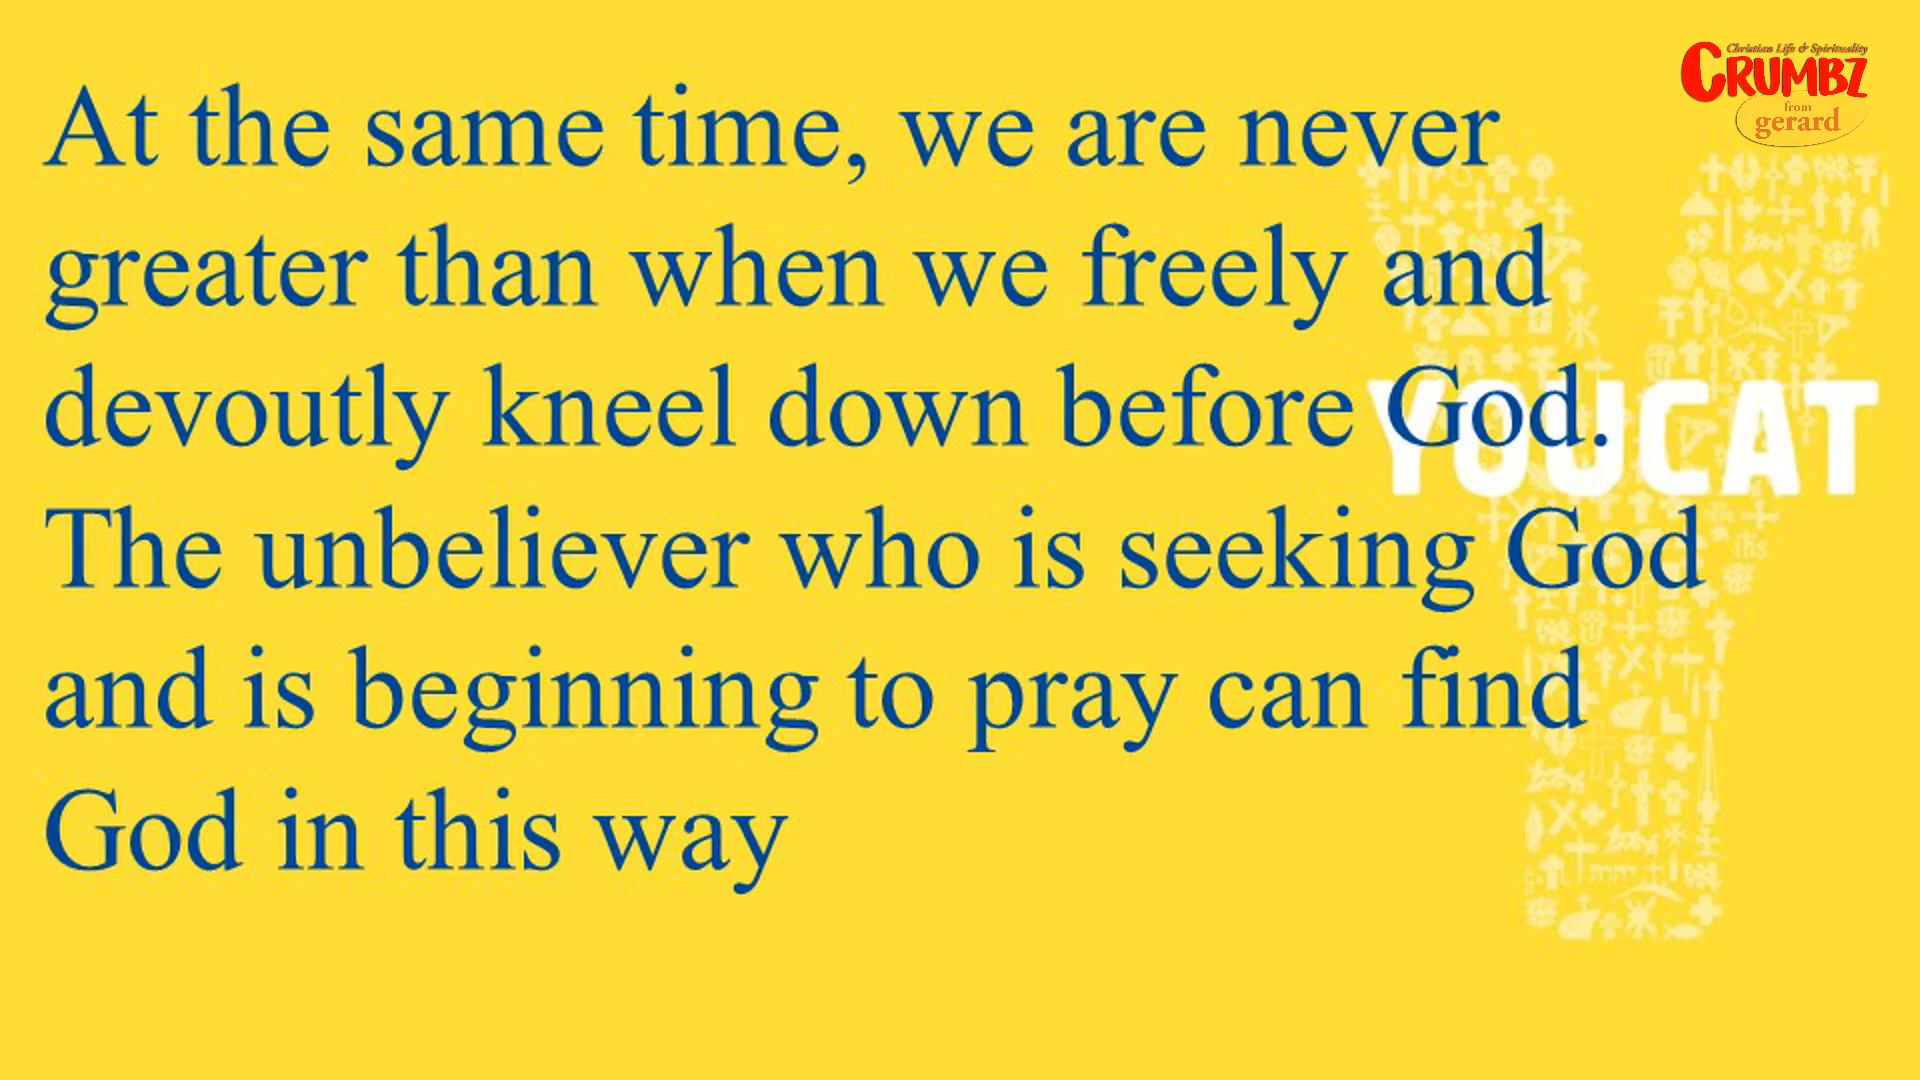 Christian Life & Spirituality
CRUMBZ
from
gerard
At the same time, we are never
greater than when we freely and
devoutly kneel down before God.
YOUCAT
The unbeliever who is seeking God
and is beginning to pray can find
God in this way